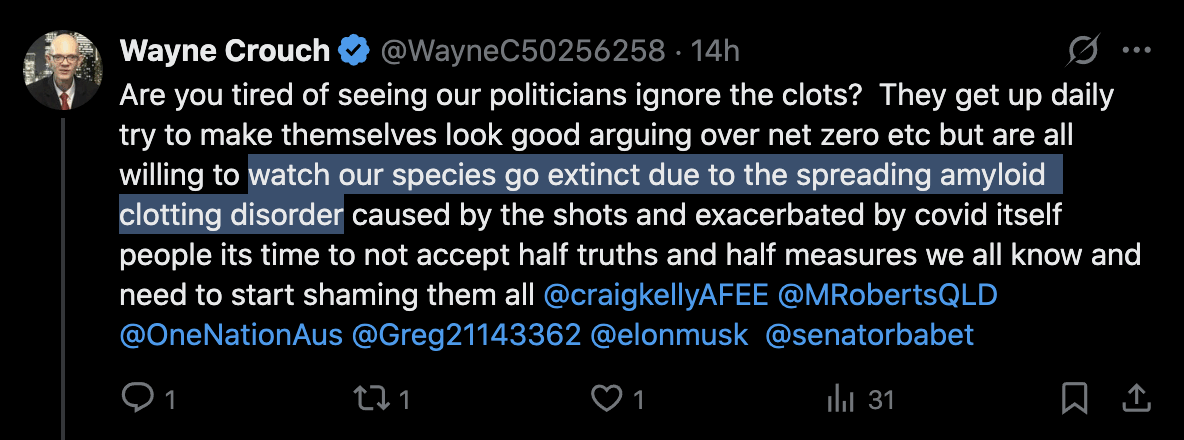 Wayne Crouch @WayneC50256258 · 14h
Are you tired of seeing our politicians ignore the clots?  They get up daily
try to make themselves look good arguing over net zero etc but are all
willing to watch our species go extinct due to the spreading amyloid
clotting disorder caused by the shots and exacerbated by covid itself
people its time to not accept half truths and half measures we all know and
need to start shaming them all @craigkellyAFEE @MRobertsQLD
@OneNationAus @Greg21143362 @elonmusk  @senatorbabet
1 1 1 31